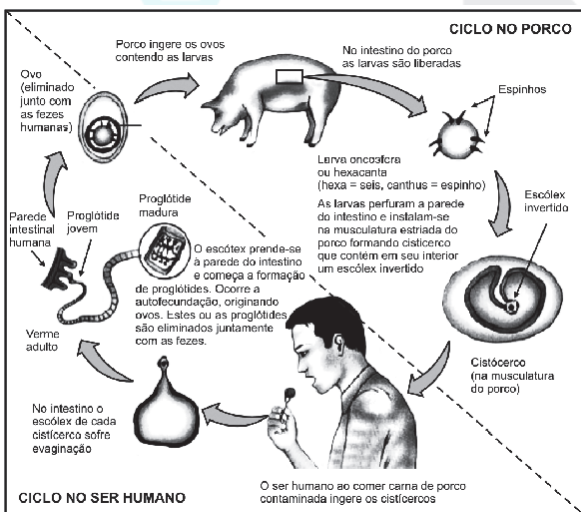 CICLO NO PORCO
Porco ingere os ovos
contendo as larvas
No intestino do porco
as larvas são liberadas
Ovo
(eliminado
junto com
as fezes
humanas)
Espinhos
Larva oncosfera
ou hexacanta
(hexa = seis, canthus = espinho)
As larvas perfuram a parede
do intestino e instalam-se
na musculatura estriada do
porco formando cisticerco
que contém em seu interior
um escólex invertido
Escólex
invertido
Cistócerco
(na musculatura
do porco)
Parede
intestinal
humana
Proglótide
jovem
Proglótide
madura
O escótex prende-se
à parede do intestino
e começa a formação
de proglótides. Ocorre a
autofecundação, originando
ovos. Estes ou as proglótides
são eliminados juntamente
com as fezes.
Verme
adulto
No intestino o
escólex de cada
cistícerco sofre
evaginação
O ser humano ao comer carna de porco
contaminada ingere os cistícercos
CICLO NO SER HUMANO